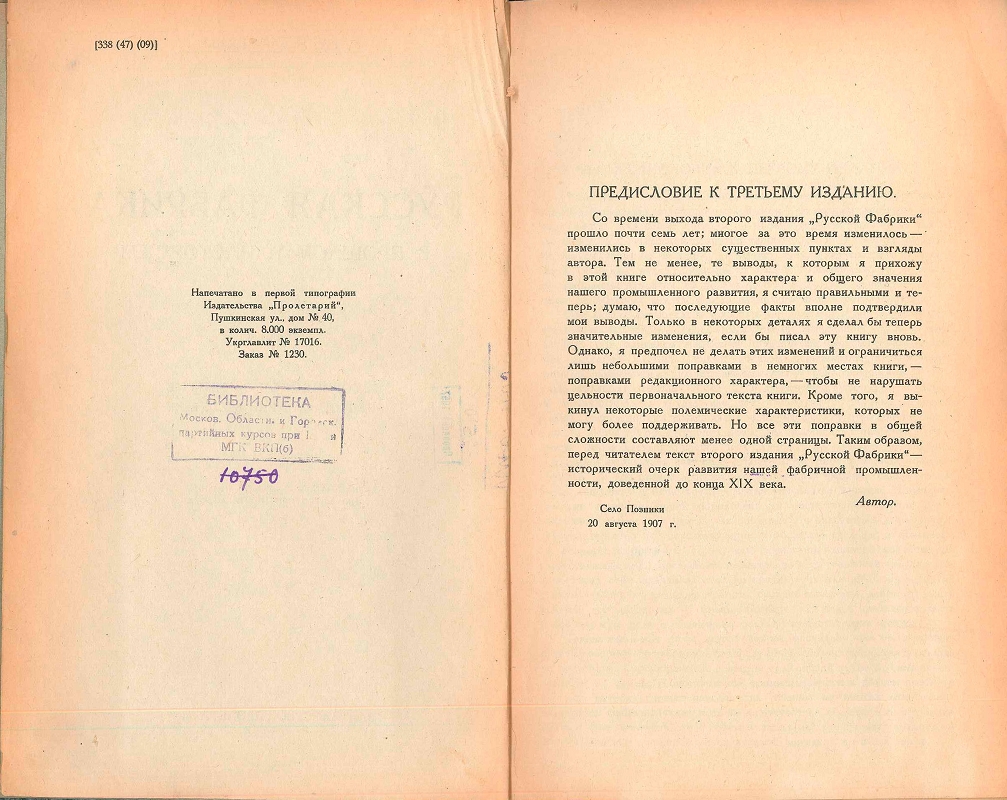 [338 (47) (09)]
Напечатано в первой типографии
Издательства „Пролетарий“,
Пушкинская ул., дом № 40,
в колич. 8.000 экземпл.
Укрглавлит № 17016.
Заказ № 1230.
БИБЛИОТЕКА
Москов. Области. и
партийных курсов при
МГК ВКП(б)
10750
ПРЕДИСЛОВИЕ К ТРЕТЬЕМУ ИЗДАНИЮ.
Со времени выхода второго издания „Русской Фабрики“
прошло почти семь лет; многое за это время изменилось —
изменились в некоторых существенных пунктах и взгляды
автора. Тем не менее, те выводы, к которым я прихожу
в этой книге относительно характера и общего значения
нашего промышленного развития, я считаю правильными и те-
перь; думаю, что последующие факты вполне подтвердили
мои выводы. Только в некоторых деталях я сделал бы теперь
значительные изменения, если бы писал эту книгу вновь.
Однако, я предпочел не делать этих изменений и ограничиться
лишь небольшими поправками в немногих местах книги, —
поправками редакционного характера, — чтобы не нарушать
цельности первоначального текста книги. Кроме того, я вы-
кинул некоторые полемические характеристики, которых не
могу более поддерживать. Но все эти поправки в общей
сложности составляют менее одной страницы. Таким образом,
перед читателем текст второго издания „Русской Фабрики“ —
исторический очерк развития нашей фабричной промышлен-
ности, доведенной до конца XIX века.
Автор.
Село Позники
20 августа 1907 г.